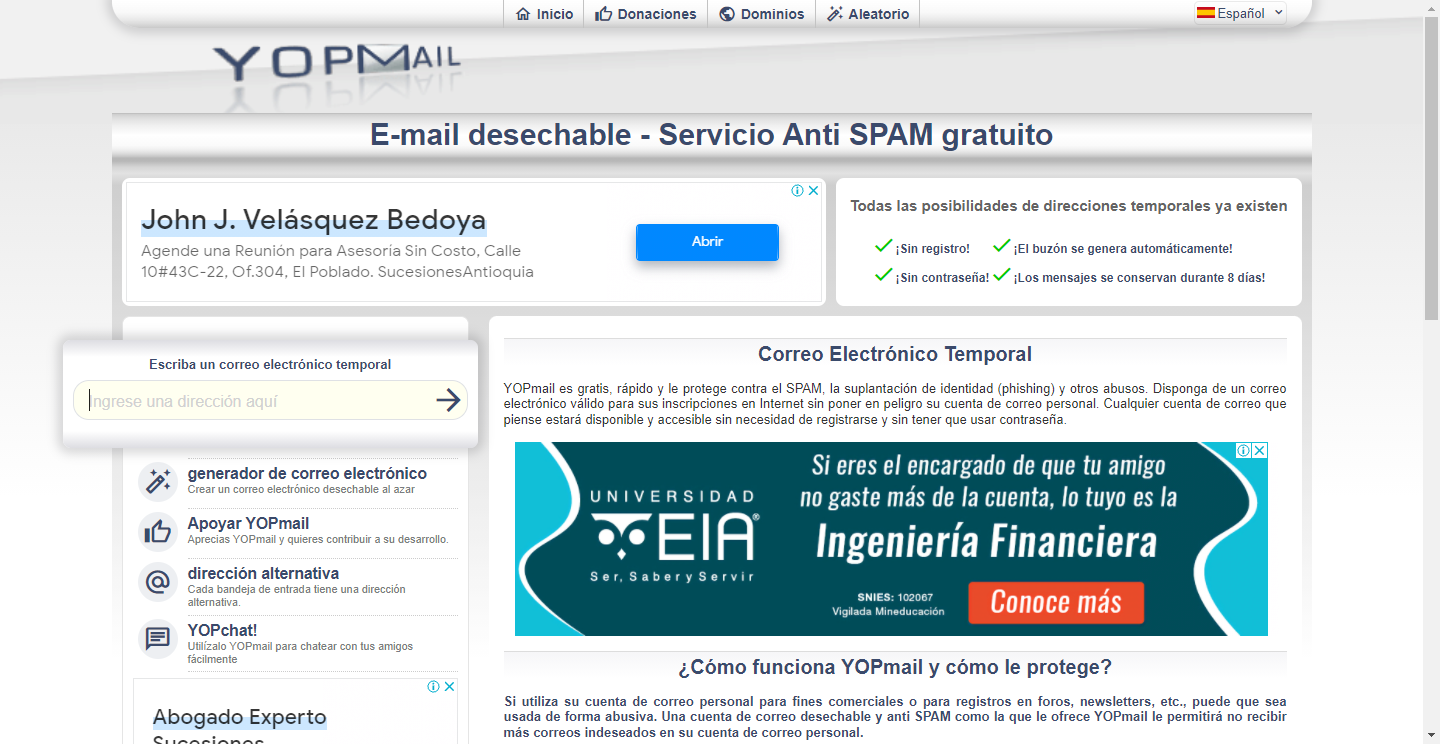 Inicio
Donaciones
Dominios
Aleatorio
Español
YOPMAIL
E-mail desechable - Servicio Anti SPAM gratuito
John J. Velásquez Bedoya
Agende una Reunión para Asesoría Sin Costo, Calle
10#43C-22, Of.304, El Poblado. SucesionesAntioquia
Abrir
Todas las posibilidades de direcciones temporales ya existen
¡Sin registro!
¡El buzón se genera automáticamente!
¡Sin contraseña!
¡Los mensajes se conservan durante 8 días!
Escriba un correo electrónico temporal
Ingrese una dirección aquí
generador de correo electrónico
Crear un correo electrónico desechable al azar
Apoyar YOPmail
Aprecias YOPmail y quieres contribuir a su desarrollo.
dirección alternativa
Cada bandeja de entrada tiene una dirección
alternativa.
YOPchat!
Utilízalo YOPmail para chatear con tus amigos
fácilmente
Abogado Experto
Sucesiones
Correo Electrónico Temporal
YOPmail es gratis, rápido y le protege contra el SPAM, la suplantación de identidad (phishing) y otros abusos. Disponga de un correo
electrónico válido para sus inscripciones en Internet sin poner en peligro su cuenta de correo personal. Cualquier cuenta de correo que
piense estará disponible y accesible sin necesidad de registrarse y sin tener que usar contraseña.
UNIVERSIDAD
EIA®
Ser, Saber y Servir
Si eres el encargado de que tu amigo
no gaste más de la cuenta, lo tuyo es la
Ingeniería Financiera
SNIES: 102067
Vigilada Mineducación
Conoce más
¿Cómo funciona YOPmail y cómo le protege?
Si utiliza su cuenta de correo personal para fines comerciales o para registros en foros, newsletters, etc., puede que sea
usada de forma abusiva. Una cuenta de correo desechable y anti SPAM como la que le ofrece YOPmail le permitirá no recibir
más correos indeseados en su cuenta de correo personal.